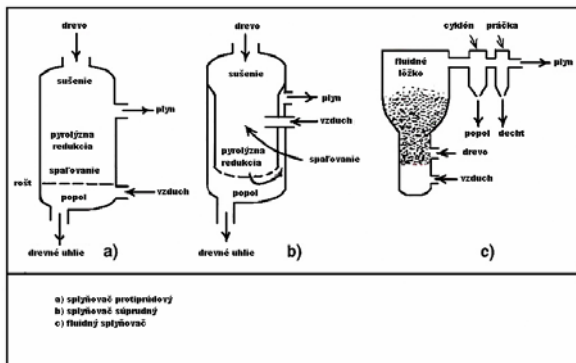 drevo
sušenie
plyn
pyrolýzna
redukcia
spaľovanie
rošt
vzduch
popol
drevné uhlie
a)
drevo
sušenie
plyn
vzduch
pyrolýzna
redukcia
spaľovanie
popol
drevné uhlie
b)
cyklón
práčka
fluidné
lôžko
plyn
popol
decht
drevo
vzduch
c)
a) splyňovač protiprúdový
b) splyňovač súprudný
c) fluidný splyňovač